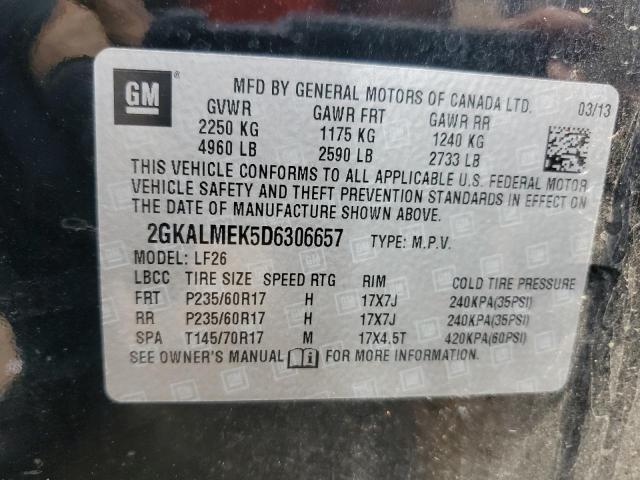 GM ®
MFD BY GENERAL MOTORS OF CANADA LTD. 03/13
GVWR GAWR FRT GAWR RR
2250 KG 1175 KG 1240 KG
4960 LB 2590 LB 2733 LB
THIS VEHICLE CONFORMS TO ALL APPLICABLE U.S. FEDERAL MOTOR
VEHICLE SAFETY AND THEFT PREVENTION STANDARDS IN EFFECT ON
THE DATE OF MANUFACTURE SHOWN ABOVE.
2GKALMEK5D6306657 TYPE: M.P.V.
MODEL: LF26
LBCC TIRE SIZE SPEED RTG RIM COLD TIRE PRESSURE
FRT P235/60R17 H 17X7J 240KPA(35PSI)
RR P235/60R17 H 17X7J 240KPA(35PSI)
SPA T145/70R17 M 17X4.5T 420KPA(60PSI)
SEE OWNER'S MANUAL FOR MORE INFORMATION.